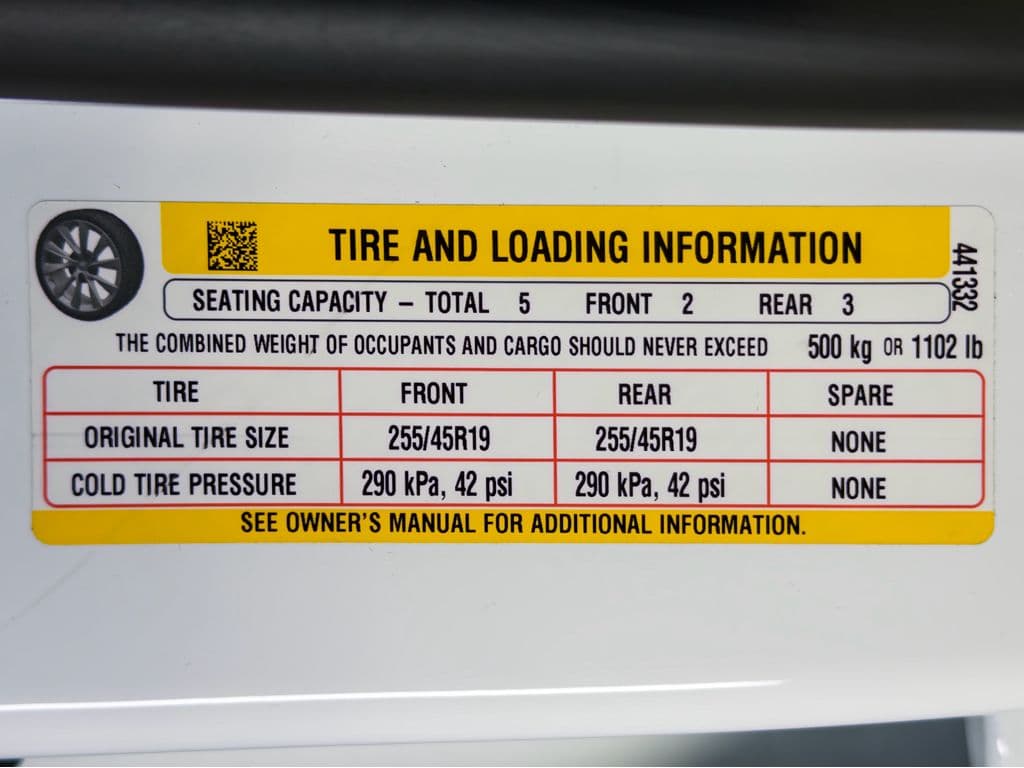 TIRE AND LOADING INFORMATION
SEATING CAPACITY – TOTAL 5 FRONT 2 REAR 3
441332
THE COMBINED WEIGHT OF OCCUPANTS AND CARGO SHOULD NEVER EXCEED 500 kg OR 1102 lb
TIRE FRONT REAR SPARE
ORIGINAL TIRE SIZE 255/45R19 255/45R19 NONE
COLD TIRE PRESSURE 290 kPa, 42 psi 290 kPa, 42 psi NONE
SEE OWNER'S MANUAL FOR ADDITIONAL INFORMATION.